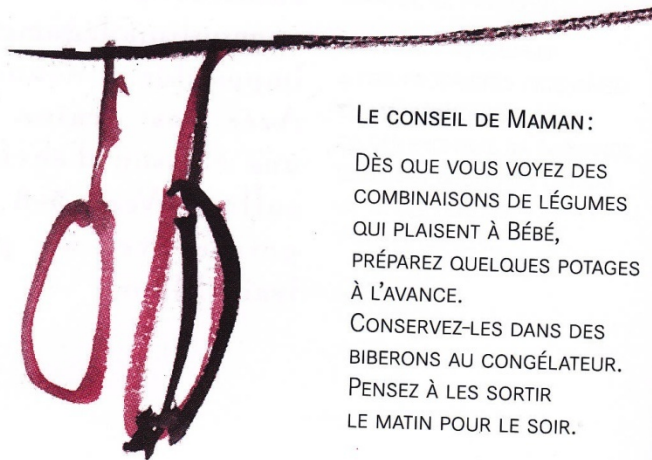 LE CONSEIL DE MAMAN :
DÈS QUE VOUS VOYEZ DES
COMBINAISONS DE LÉGUMES
QUI PLAISENT À BÉBÉ,
PRÉPAREZ QUELQUES POTAGES
À L'AVANCE.
CONSERVEZ-LES DANS DES
BIBERONS AU CONGÉLATEUR.
PENSEZ À LES SORTIR
LE MATIN POUR LE SOIR.